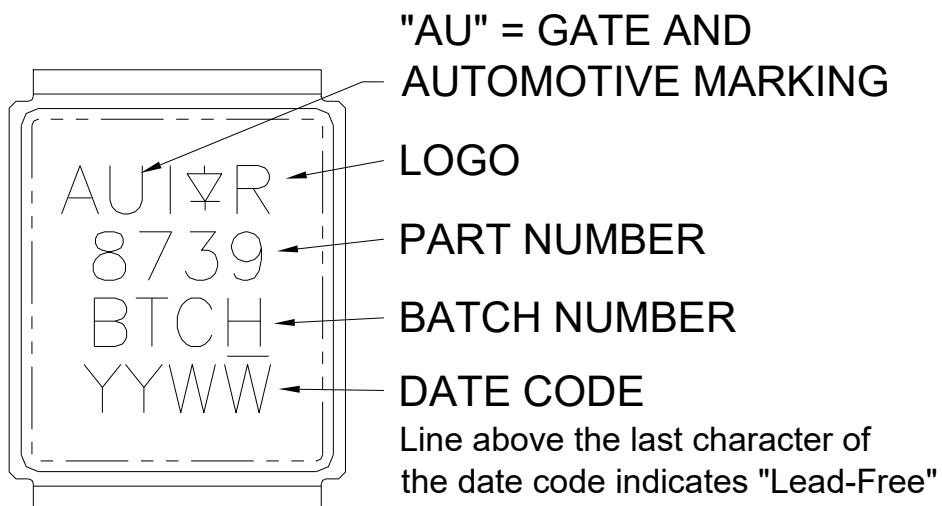 "AU" = GATE AND
AUTOMOTIVE MARKING
AUI R
LOGO
8739
PART NUMBER
BTCH
BATCH NUMBER
YYWW
DATE CODE
Line above the last character of
the date code indicates "Lead-Free"